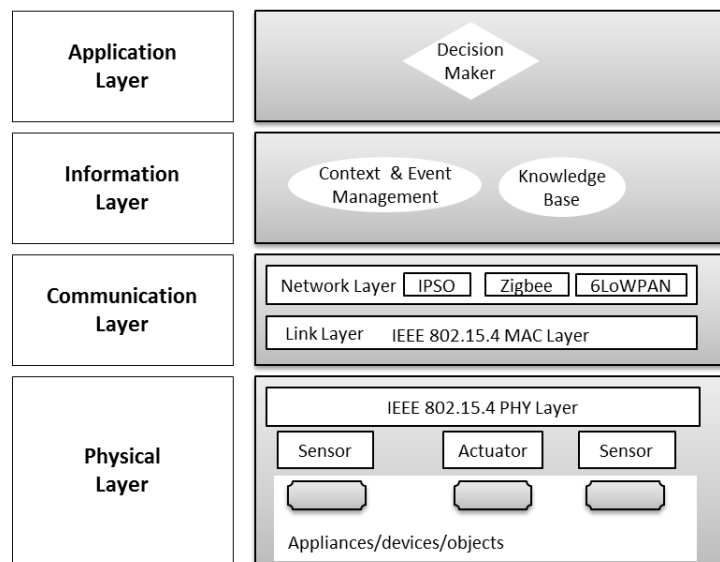 Application
Layer
Decision
Maker
Information
Layer
Context & Event
Management
Knowledge
Base
Communication
Layer
Network Layer IPSO Zigbee 6LoWPAN
Link Layer IEEE 802.15.4 MAC Layer
Physical
Layer
IEEE 802.15.4 PHY Layer
Sensor Actuator Sensor
Appliances/devices/objects